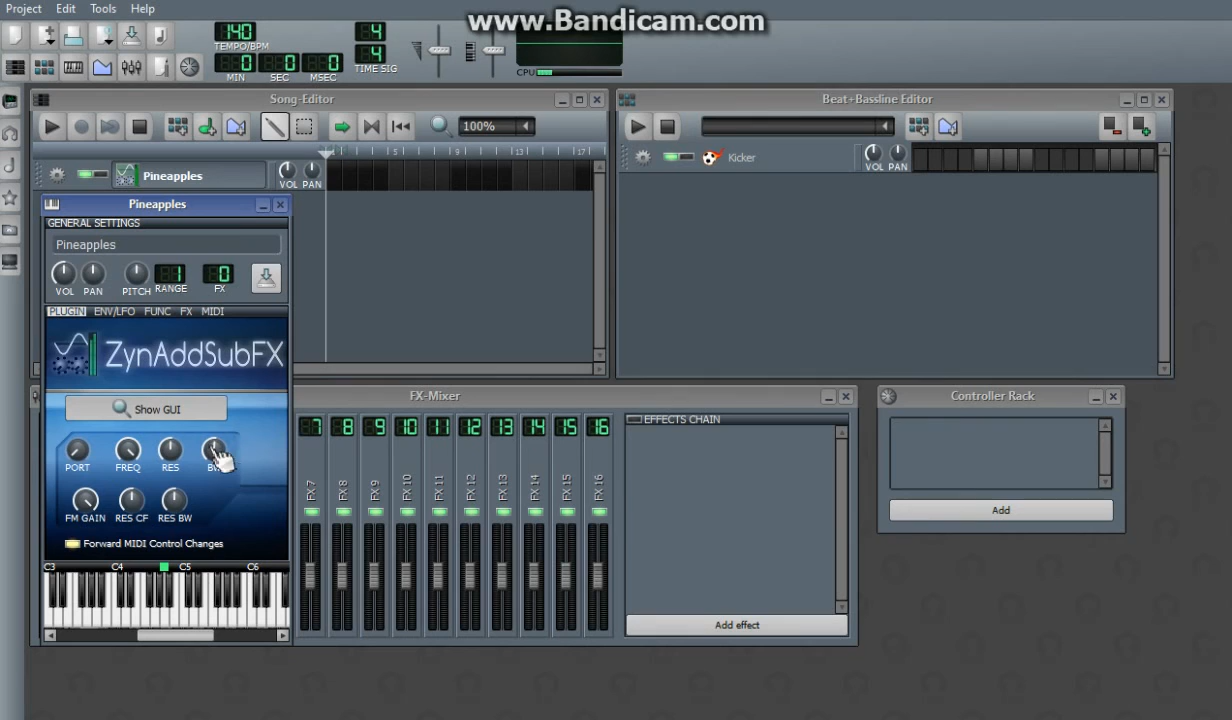 www.Bandicam.com
Project Edit Tools Help
140
TEMPO/BPM
0 0 0
MIN SEC MSEC
4
4
TIME SIG
CPU
Song-Editor
100%
5 9 13 17
Pineapples
VOL PAN
Beat+Bassline Editor
Kicker
VOL PAN
Pineapples
GENERAL SETTINGS
Pineapples
1 0
VOL PAN PITCH RANGE FX
PLUGIN ENV/LFO FUNC FX MIDI
ZynAddSubFX
Show GUI
PORT FREQ RES
FM GAIN RES CF RES BW
Forward MIDI Control Changes
C3 C4 C5 C6
FX-Mixer
7 8 9 10 11 12 13 14 15 16
FX 7 FX 8 FX 9 FX 10 FX 11 FX 12 FX 13 FX 14 FX 15 FX 16
EFFECTS CHAIN
Add effect
Controller Rack
Add